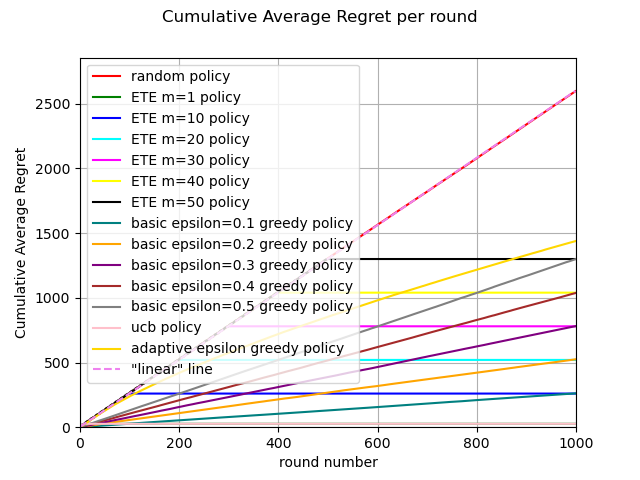 Cumulative Average Regret per round
Cumulative Average Regret
2500
2000
1500
1000
500
0
random policy
ETE m=1 policy
ETE m=10 policy
ETE m=20 policy
ETE m=30 policy
ETE m=40 policy
ETE m=50 policy
basic epsilon=0.1 greedy policy
basic epsilon=0.2 greedy policy
basic epsilon=0.3 greedy policy
basic epsilon=0.4 greedy policy
basic epsilon=0.5 greedy policy
ucb policy
adaptive epsilon greedy policy
"linear" line
0 200 400 600 800 1000
round number